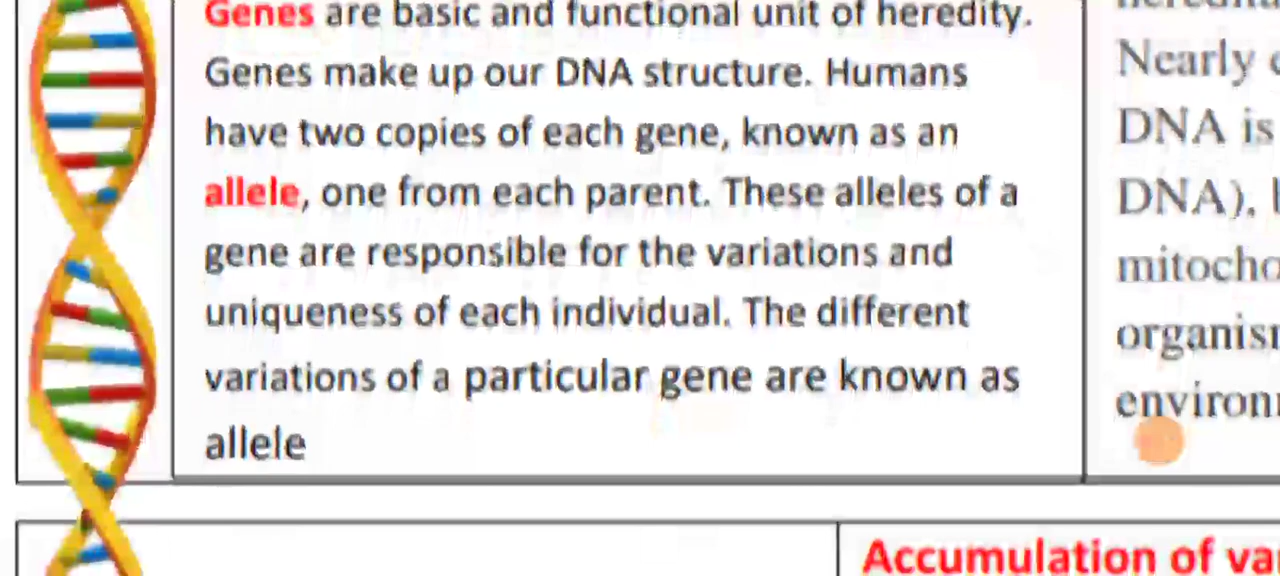 Genes are basic and functional unit of heredity.
Genes make up our DNA structure. Humans
have two copies of each gene, known as an
allele, one from each parent. These alleles of a
gene are responsible for the variations and
uniqueness of each individual. The different
variations of a particular gene are known as
allele
Nearly
DNA is
DNA),
mitocho
organis
environ
Accumulation of va